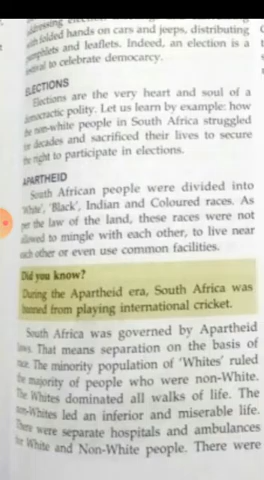 addressing election
with folded hands on cars and jeeps, distributing
pamphlets and leaflets. Indeed, an election is a
festival to celebrate democarcy.
ELECTIONS
Elections are the very heart and soul of a
democractic polity. Let us learn by example: how
the non-white people in South Africa struggled
for decades and sacrificed their lives to secure
the right to participate in elections.
APARTHEID
South African people were divided into
'White', 'Black', Indian and Coloured races. As
per the law of the land, these races were not
allowed to mingle with each other, to live near
each other or even use common facilities.
Did you know?
During the Apartheid era, South Africa was
banned from playing international cricket.
South Africa was governed by Apartheid
laws. That means separation on the basis of
race. The minority population of 'Whites' ruled
the majority of people who were non-White.
The Whites dominated all walks of life. The
non-Whites led an inferior and miserable life.
There were separate hospitals and ambulances
for White and Non-White people. There were